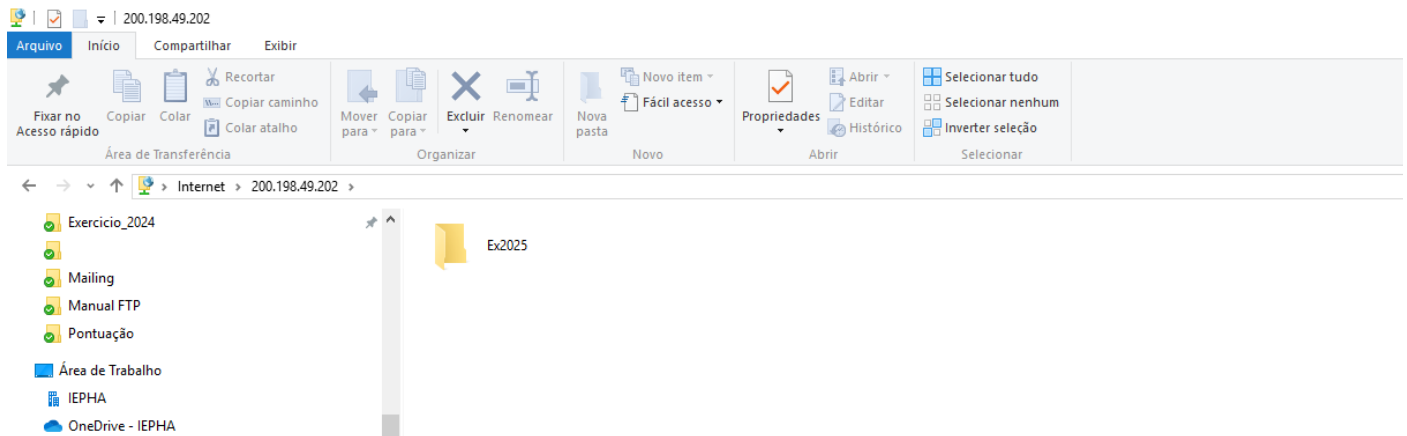 200.198.49.202
Arquivo Início Compartilhar Exibir
Fixar no Acesso rápido
Copiar
Colar
Recortar
Copiar caminho
Colar atalho
Área de Transferência
Mover para
Copiar para
Excluir
Renomear
Organizar
Nova pasta
Novo item
Fácil acesso
Novo
Propriedades
Abrir
Editar
Histórico
Abrir
Selecionar tudo
Selecionar nenhum
Inverter seleção
Selecionar
Internet > 200.198.49.202 >
Exercicio_2024
Mailing
Manual FTP
Pontuação
Área de Trabalho
IEPHA
OneDrive - IEPHA
Ex2025